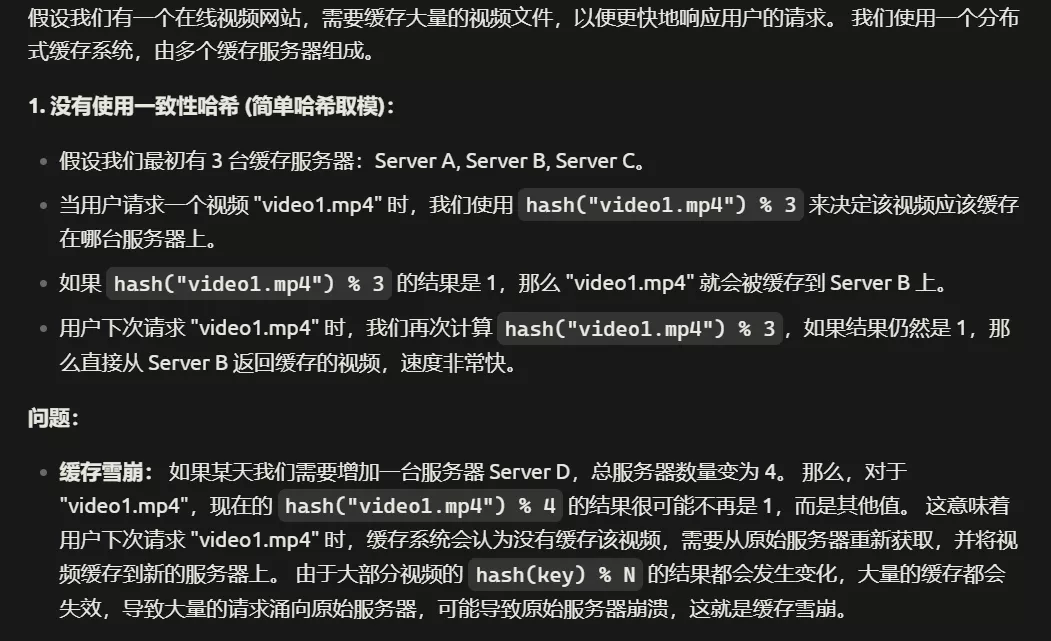 假设我们有一个在线视频网站，需要缓存大量的视频文件，以便更快地响应用户的请求。 我们使用一个分布
式缓存系统，由多个缓存服务器组成。
1. 没有使用一致性哈希 (简单哈希取模)：
假设我们最初有 3 台缓存服务器：Server A, Server B, Server C。
当用户请求一个视频 "video1.mp4" 时，我们使用 hash("video1.mp4") % 3 来决定该视频应该缓存
在哪台服务器上。
如果 hash("video1.mp4") % 3 的结果是 1，那么 "video1.mp4" 就会被缓存到 Server B 上。
用户下次请求 "video1.mp4" 时，我们再次计算 hash("video1.mp4") % 3，如果结果仍然是 1，那
么直接从 Server B 返回缓存的视频，速度非常快。
问题：
缓存雪崩： 如果某天我们需要增加一台服务器 Server D，总服务器数量变为 4。 那么，对于
"video1.mp4"，现在的 hash("video1.mp4") % 4 的结果很可能不再是 1，而是其他值。 这意味着
用户下次请求 "video1.mp4" 时，缓存系统会认为没有缓存该视频，需要从原始服务器重新获取，并将视
频缓存到新的服务器上。 由于大部分视频的 hash(key) % N 的结果都会发生变化，大量的缓存都会
失效，导致大量的请求涌向原始服务器，可能导致原始服务器崩溃，这就是缓存雪崩。